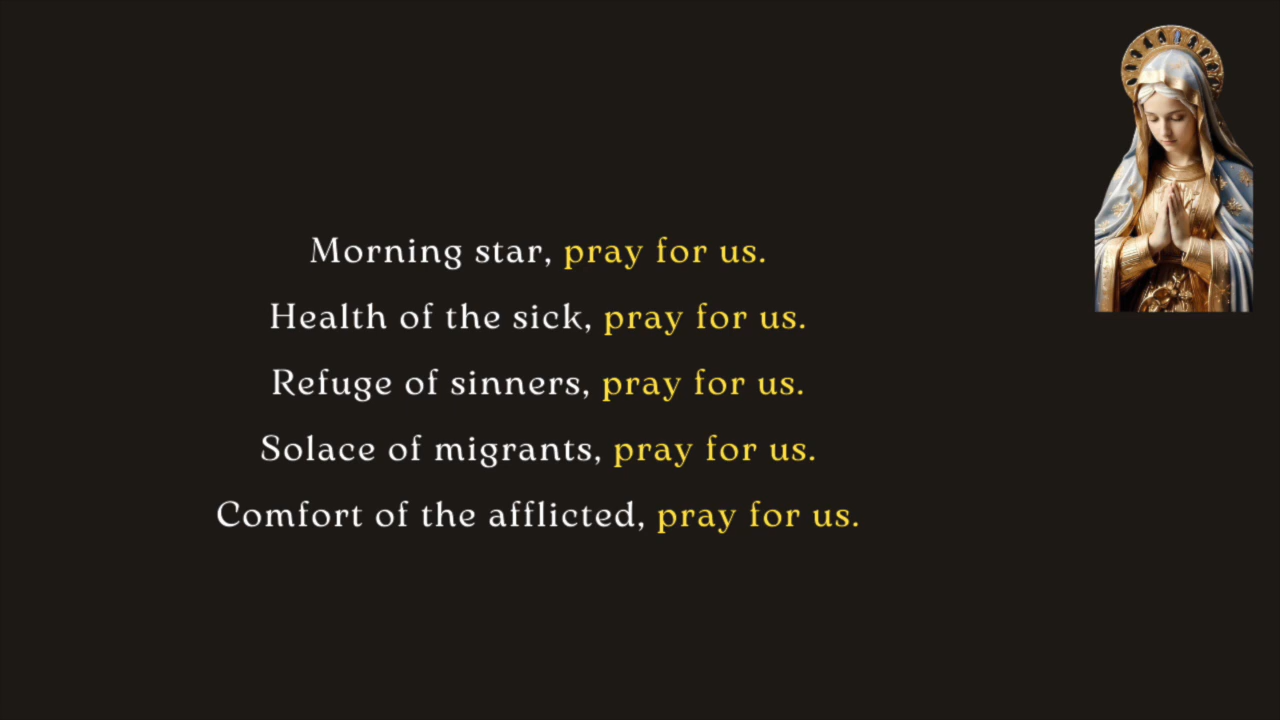 Morning star, pray for us.
Health of the sick, pray for us.
Refuge of sinners, pray for us.
Solace of migrants, pray for us.
Comfort of the afflicted, pray for us.